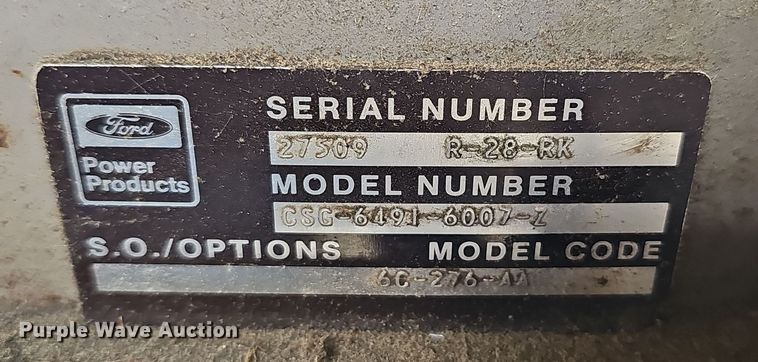 Ford
Power
Products
SERIAL NUMBER
27509 R-28-RK
MODEL NUMBER
CSG-6491-6007-Z
S.O./OPTIONS MODEL CODE
6C-276-AA
Purple Wave Auction